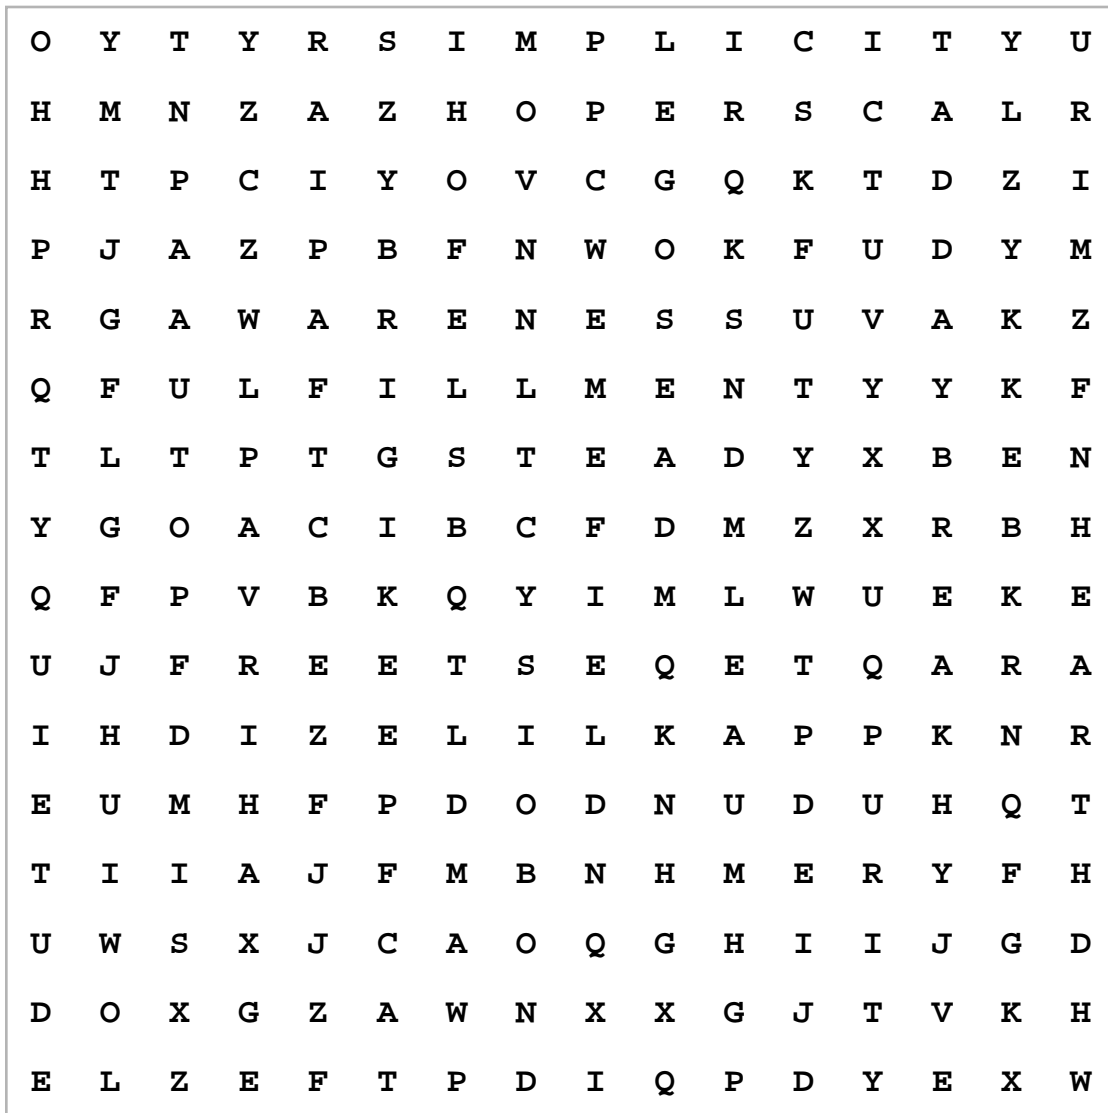 O Y T Y R S I M P L I C I T Y U
H M N Z A Z H O P E R S C A L R
H T P C I Y O V C G Q K T D Z I
P J A Z P B F N W O K F U D Y M
R G A W A R E N E S S U V A K Z
Q F U L F I L L M E N T Y Y K F
T L T P T G S T E A D Y X B E N
Y G O A C I B C F D M Z X R B H
Q F P V B K Q Y I M L W U E K E
U J F R E E T S E Q E T Q A R A
I H D I Z E L I L K A P P K N R
E U M H F P D O D N U D U H Q T
T I I A J F M B N H M E R Y F H
U W S X J C A O Q G H I I J G D
D O X G Z A W N X X G J T V K H
E L Z E F T P D I Q P D Y E X W